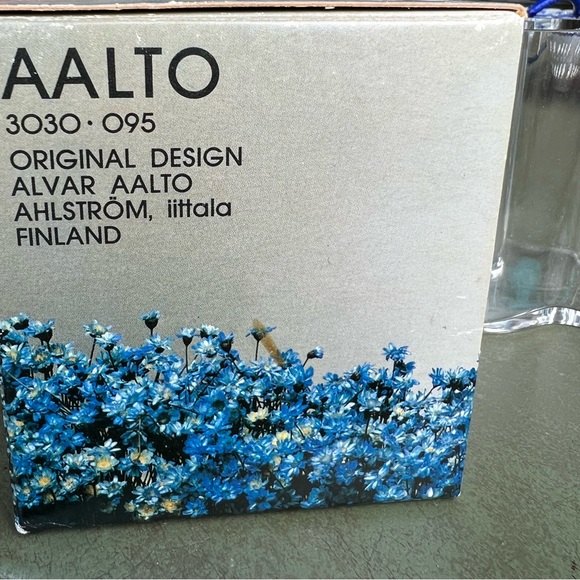 AALTO
3030 · 095
ORIGINAL DESIGN
ALVAR AALTO
AHLSTRÖM, iittala
FINLAND